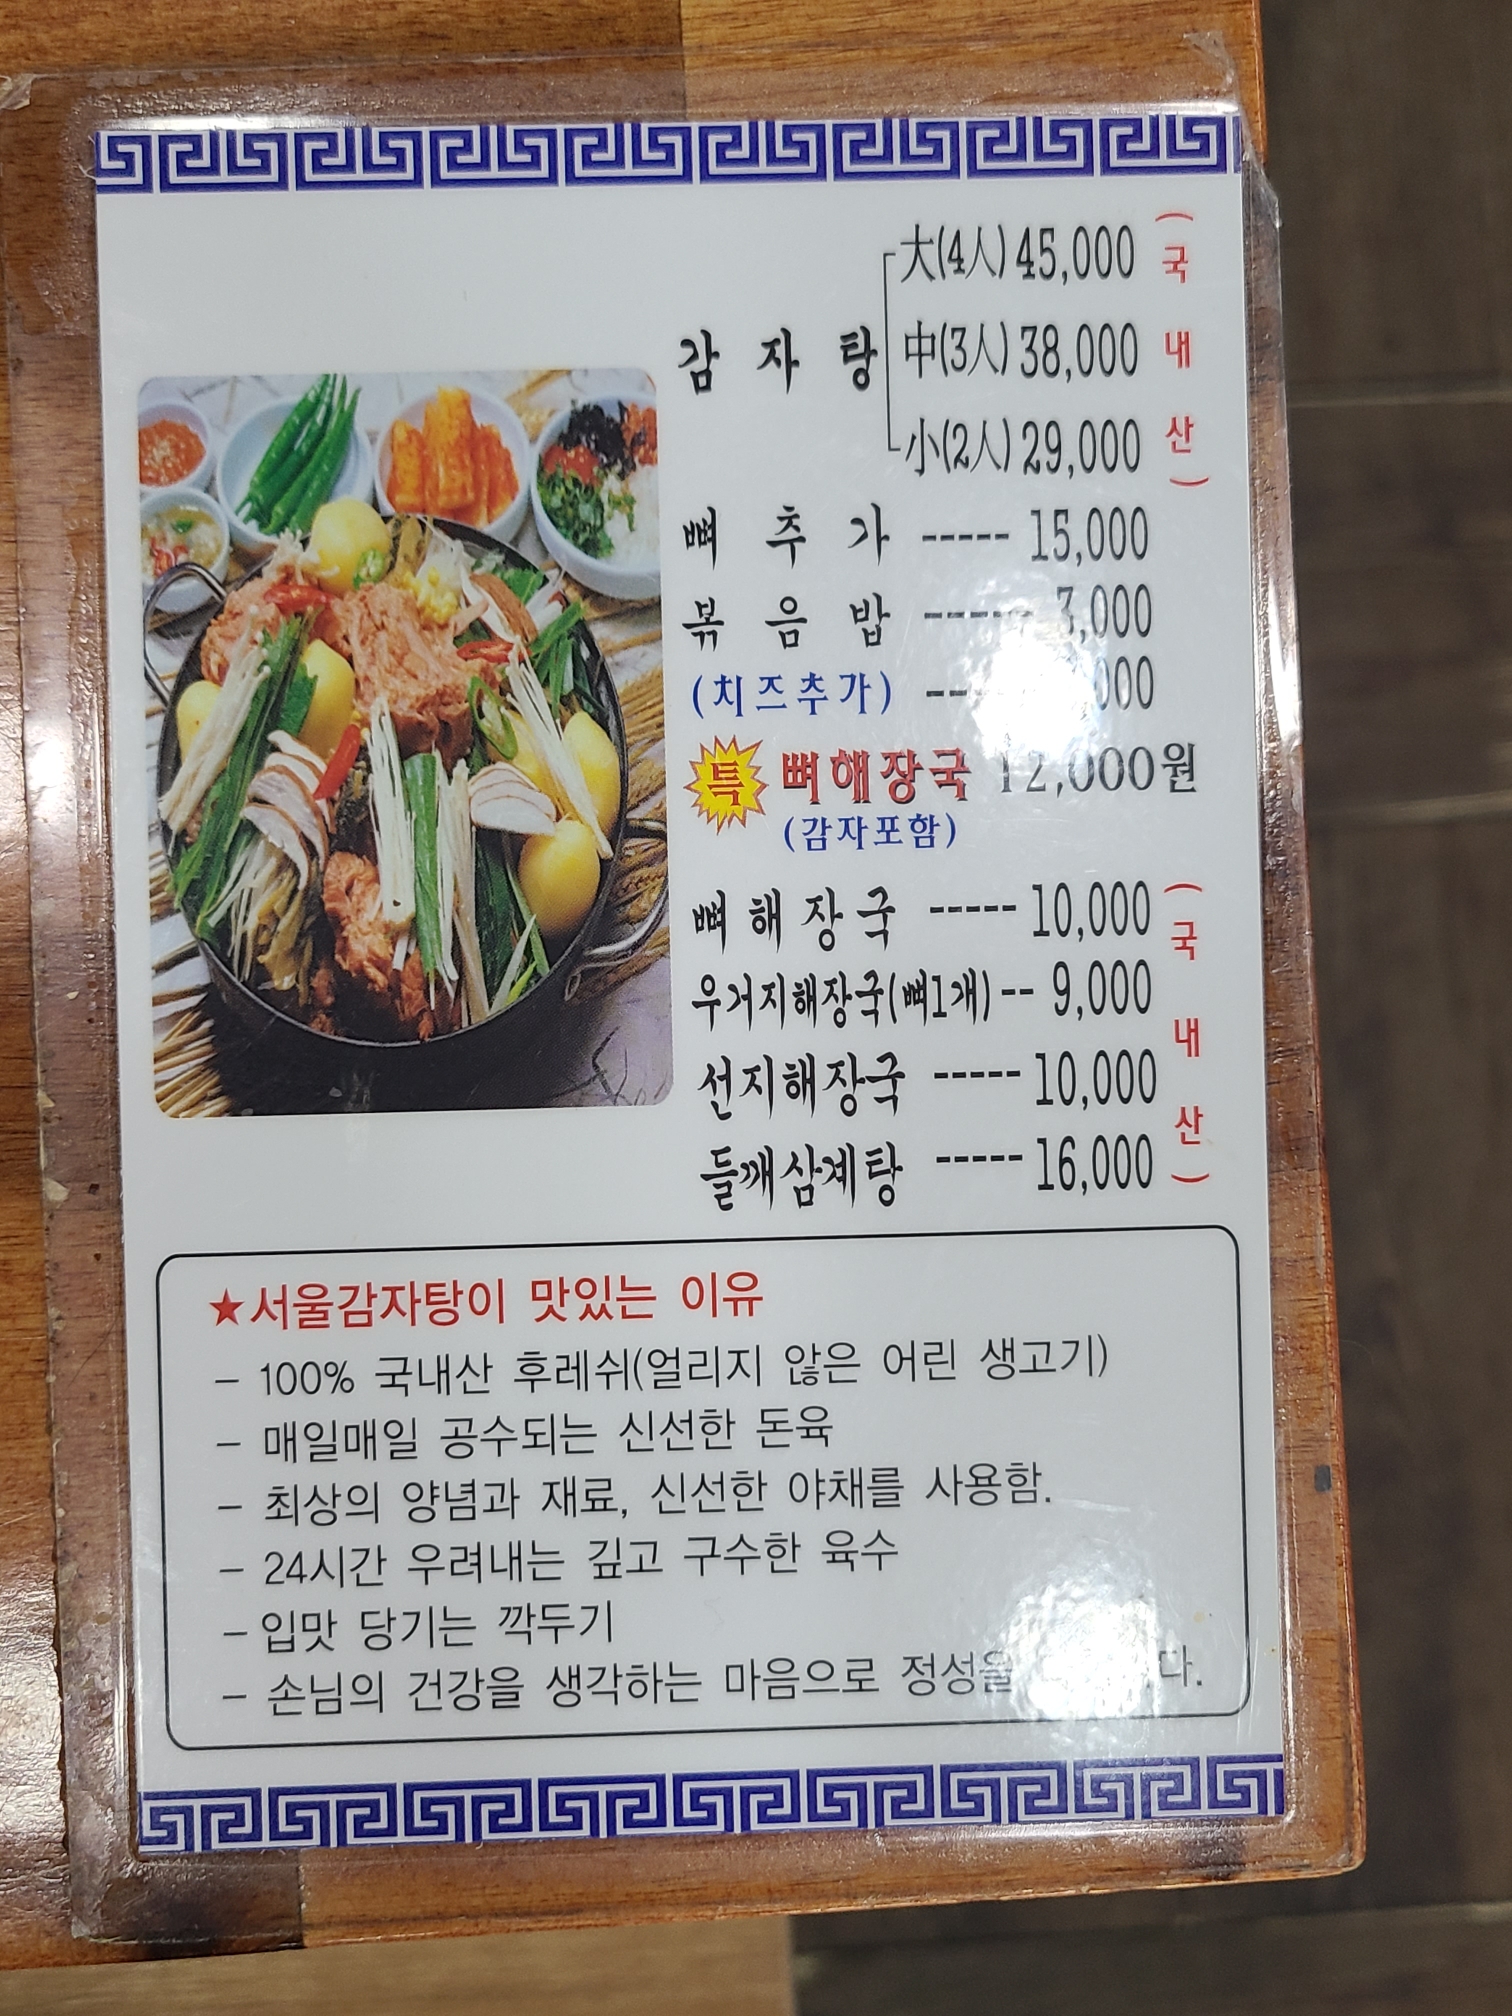 大(4人) 45,000
감 자 탕 中(3人) 38,000
小(2人) 29,000
(국내산)
뼈 추 가 ----- 15,000
볶 음 밥 ----- 3,000
(치즈추가)
특 뼈해장국 12,000원
(감자포함)
뼈 해 장 국 ----- 10,000
우거지해장국(뼈1개) -- 9,000
선지해장국 ----- 10,000
들깨삼계탕 ----- 16,000
(국내산)
★서울감자탕이 맛있는 이유
- 100% 국내산 후레쉬(얼리지 않은 어린 생고기)
- 매일매일 공수되는 신선한 돈육
- 최상의 양념과 재료, 신선한 야채를 사용함.
- 24시간 우려내는 깊고 구수한 육수
- 입맛 당기는 깍두기
- 손님의 건강을 생각하는 마음으로 정성을